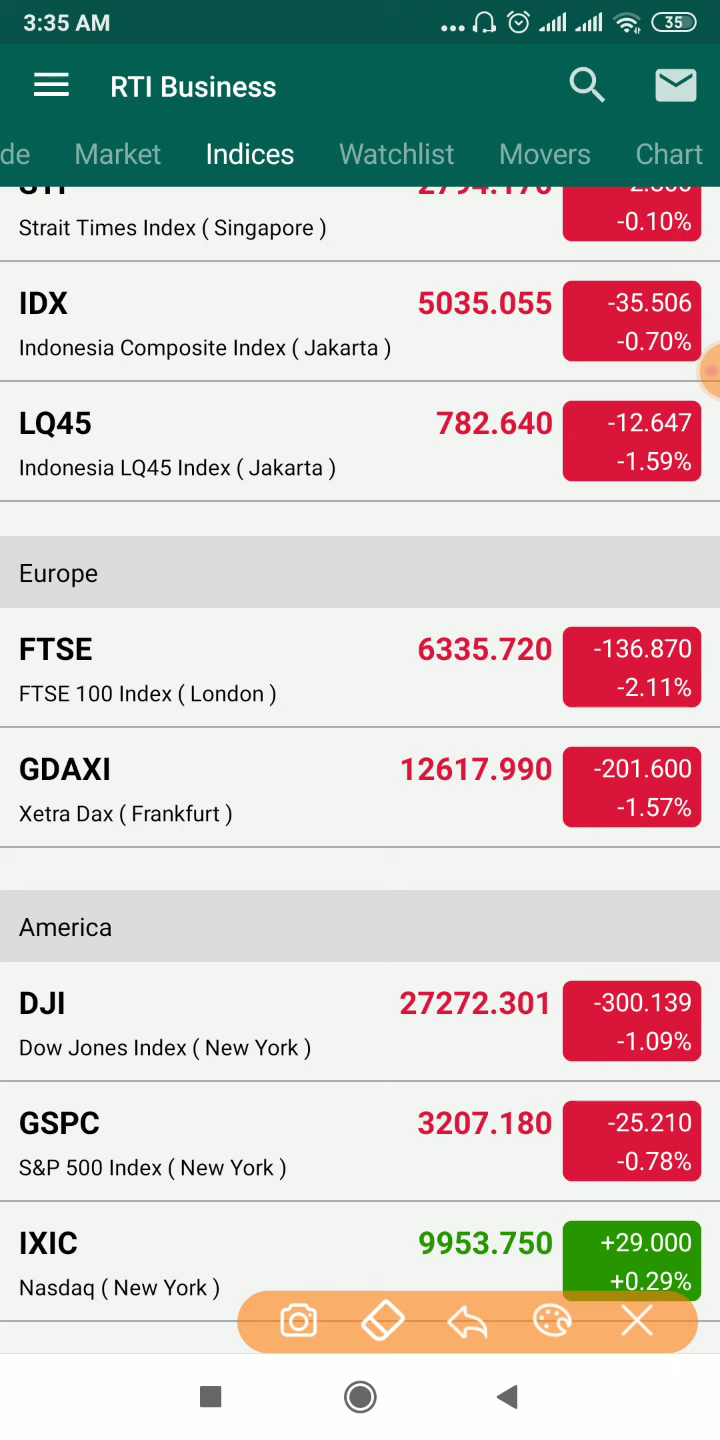 3:35 AM
35
RTI Business
de Market Indices Watchlist Movers Chart
Strait Times Index ( Singapore )
-0.10%
IDX 5035.055 -35.506
Indonesia Composite Index ( Jakarta ) -0.70%
LQ45 782.640 -12.647
Indonesia LQ45 Index ( Jakarta ) -1.59%
Europe
FTSE 6335.720 -136.870
FTSE 100 Index ( London ) -2.11%
GDAXI 12617.990 -201.600
Xetra Dax ( Frankfurt ) -1.57%
America
DJI 27272.301 -300.139
Dow Jones Index ( New York ) -1.09%
GSPC 3207.180 -25.210
S&P 500 Index ( New York ) -0.78%
IXIC 9953.750 +29.000
Nasdaq ( New York ) +0.29%